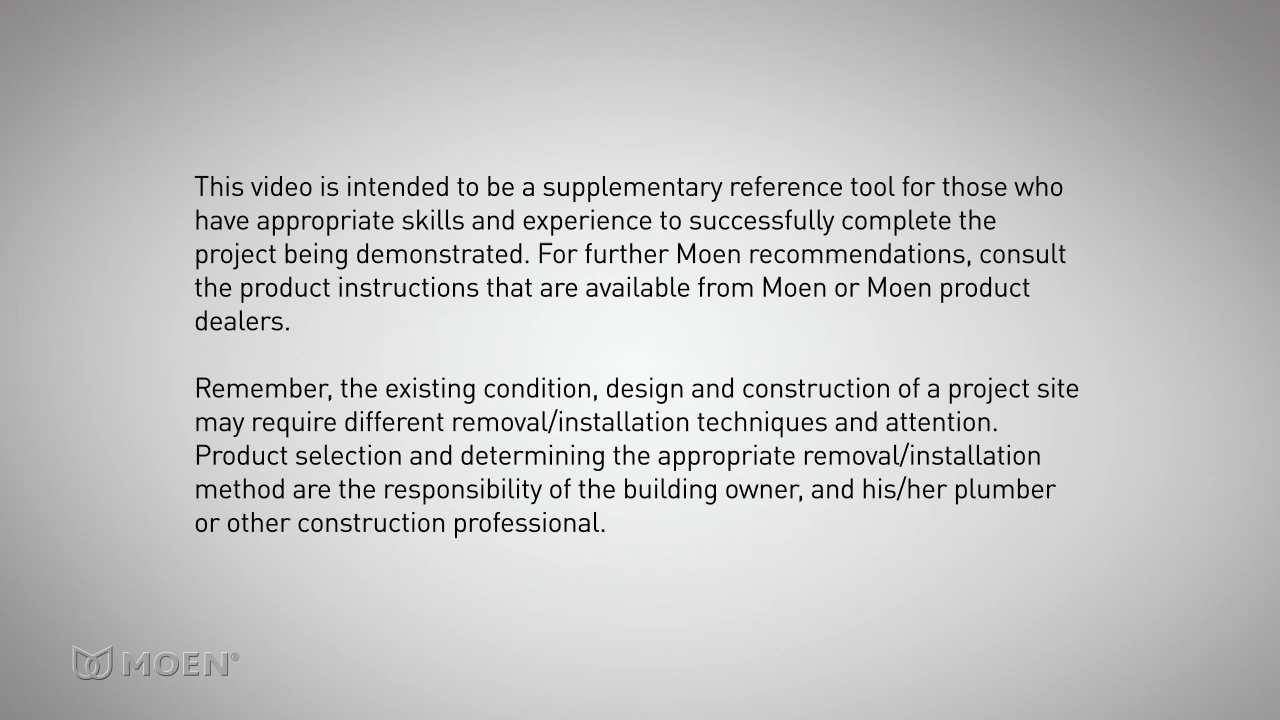 This video is intended to be a supplementary reference tool for those who
have appropriate skills and experience to successfully complete the
project being demonstrated. For further Moen recommendations, consult
the product instructions that are available from Moen or Moen product
dealers.
Remember, the existing condition, design and construction of a project site
may require different removal/installation techniques and attention.
Product selection and determining the appropriate removal/installation
method are the responsibility of the building owner, and his/her plumber
or other construction professional.
MOEN®